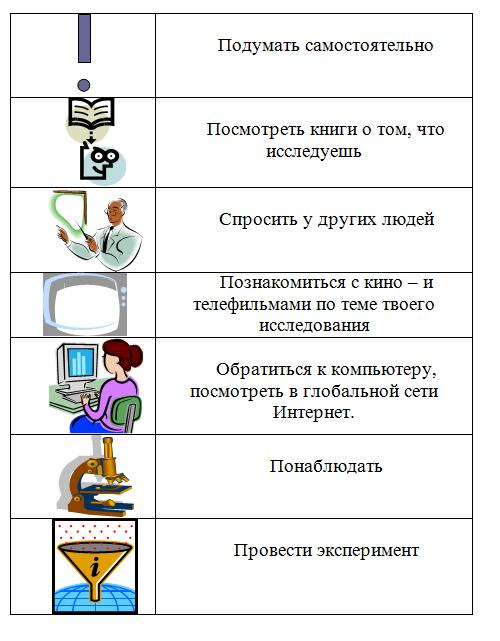 Подумать самостоятельно
Посмотреть книги о том, что
исследуешь
Спросить у других людей
Познакомиться с кино – и
телефильмами по теме твоего
исследования
Обратиться к компьютеру,
посмотреть в глобальной сети
Интернет.
Понаблюдать
Провести эксперимент
i